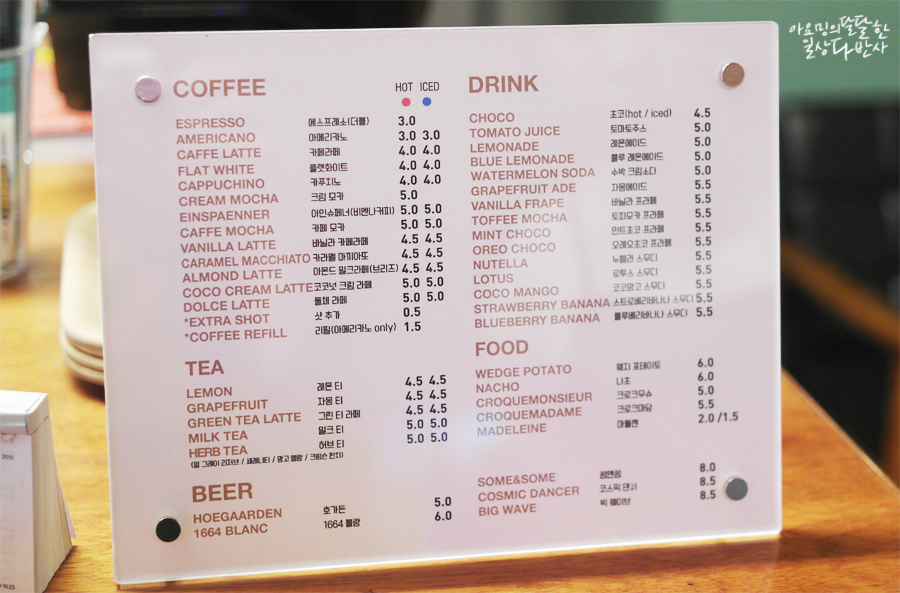 아요밍의 달달한
일상다반사
COFFEE HOT ICED
ESPRESSO 에스프레소(더블) 3.0
AMERICANO 아메리카노 3.0 3.0
CAFFE LATTE 카페라떼 4.0 4.0
FLAT WHITE 플랫화이트 4.0 4.0
CAPPUCHINO 카푸치노 4.0 4.0
CREAM MOCHA 크림 모카 5.0
EINSPAENNER 아인슈페너(비엔나커피) 5.0 5.0
CAFFE MOCHA 카페 모카 5.0 5.0
VANILLA LATTE 바닐라 카페라떼 4.5 4.5
CARAMEL MACCHIATO 카라멜 마끼아또 4.5 4.5
ALMOND LATTE 아몬드 밀크라떼(브리즈) 4.5 4.5
COCO CREAM LATTE 코코넛 크림 라떼 5.0 5.0
DOLCE LATTE 돌체 라떼 5.0 5.0
*EXTRA SHOT 샷 추가 0.5
*COFFEE REFILL 리필(아메리카노 only) 1.5
TEA
LEMON 레몬 티 4.5 4.5
GRAPEFRUIT 자몽 티 4.5 4.5
GREEN TEA LATTE 그린 티 라떼 4.5 4.5
MILK TEA 밀크 티 5.0 5.0
HERB TEA 허브 티 5.0 5.0
(얼 그레이 리저브 / 세레니티 / 망고 멜랑 / 크림슨 펀치)
BEER
HOEGAARDEN 호가든 5.0
1664 BLANC 1664 블랑 6.0
DRINK
CHOCO 초코(hot / iced) 4.5
TOMATO JUICE 토마토주스 5.0
LEMONADE 레몬에이드 5.0
BLUE LEMONADE 블루 레몬에이드 5.0
WATERMELON SODA 수박 크림소다 5.0
GRAPEFRUIT ADE 자몽에이드 5.5
VANILLA FRAPE 바닐라 프라페 5.5
TOFFEE MOCHA 토피모카 프라페 5.5
MINT CHOCO 민트초코 프라페 5.5
OREO CHOCO 오레오초코 프라페 5.5
NUTELLA 누텔라 스무디 5.5
LOTUS 로투스 스무디 5.5
COCO MANGO 코코망고 스무디 5.5
STRAWBERRY BANANA 스트로베리바나나 스무디 5.5
BLUEBERRY BANANA 블루베리바나나 스무디 5.5
FOOD
WEDGE POTATO 웨지 포테이토 6.0
NACHO 나초 6.0
CROQUEMONSIEUR 크로크무슈 5.0
CROQUEMADAME 크로크마담 5.5
MADELEINE 마들렌 2.0 /1.5
SOME&SOME 썸앤썸 8.0
COSMIC DANCER 코스믹 댄서 8.5
BIG WAVE 빅 웨이브 8.5